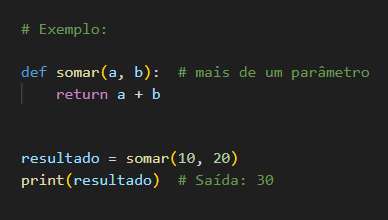 # Exemplo:
def somar(a, b):  # mais de um parâmetro
    return a + b
resultado = somar(10, 20)
print(resultado)  # Saída: 30